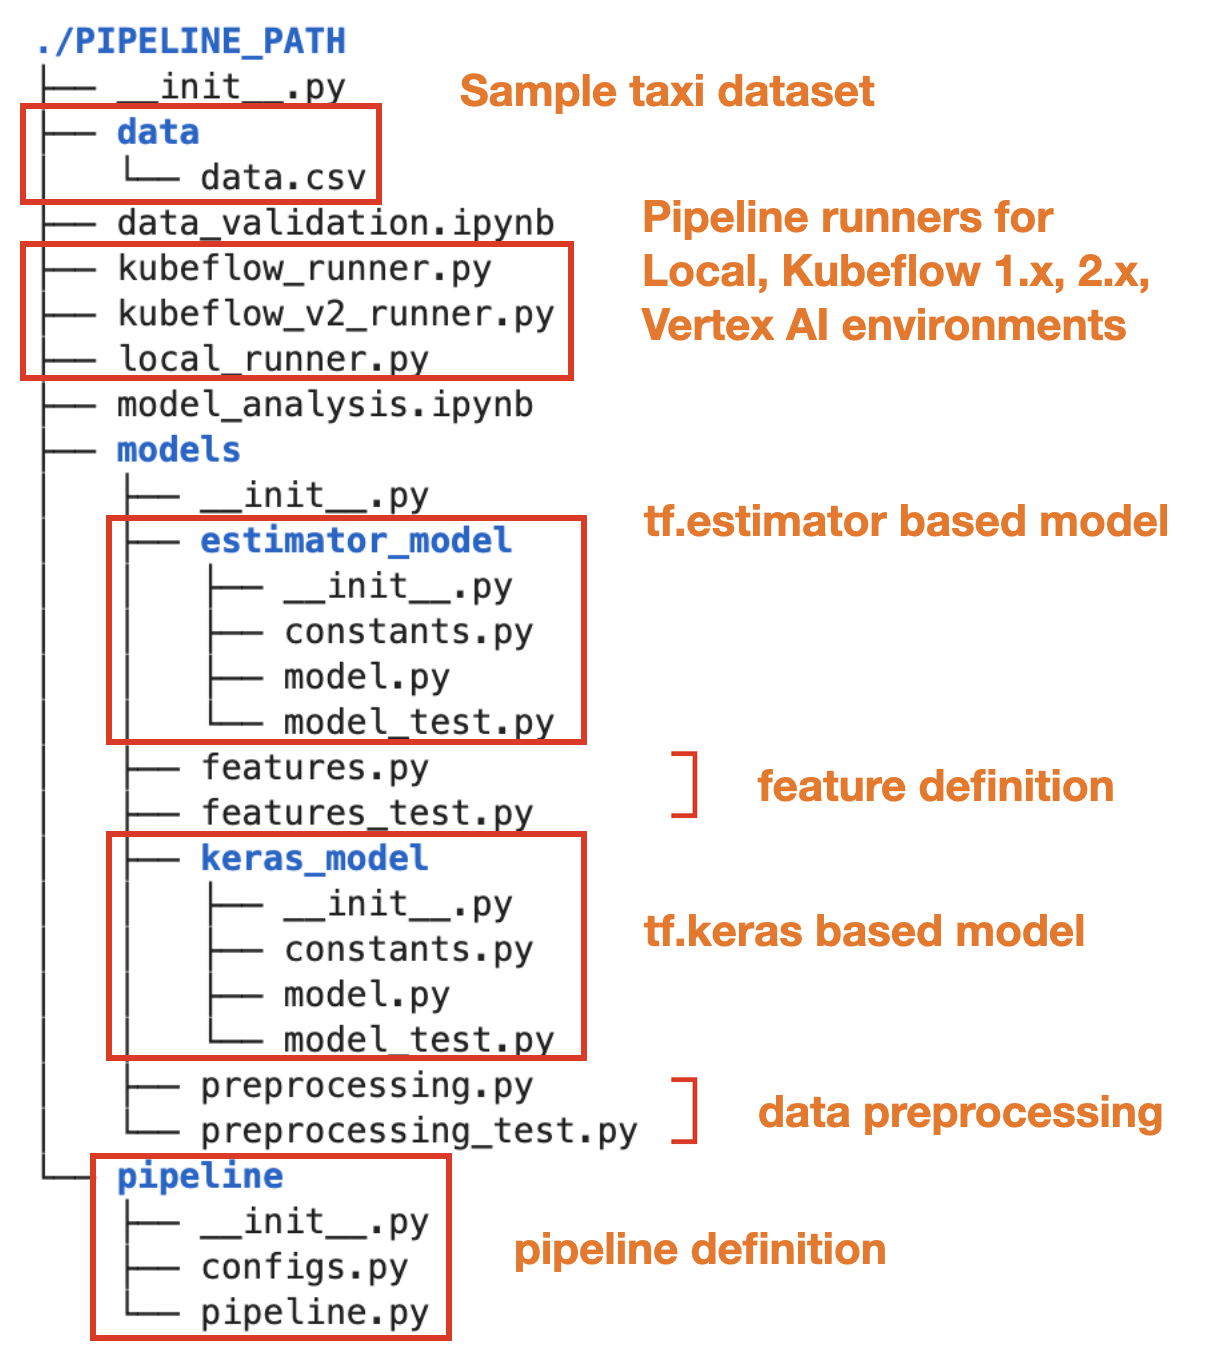 ./PIPELINE_PATH
├── __init__.py
Sample taxi dataset
├── data
│   └── data.csv
├── data_validation.ipynb
├── kubeflow_runner.py
├── kubeflow_v2_runner.py
├── local_runner.py
Pipeline runners for
Local, Kubeflow 1.x, 2.x,
Vertex AI environments
├── model_analysis.ipynb
├── models
│   ├── __init__.py
│   ├── estimator_model
tf.estimator based model
│   │   ├── __init__.py
│   │   ├── constants.py
│   │   ├── model.py
│   │   └── model_test.py
│   ├── features.py
│   ├── features_test.py
feature definition
│   ├── keras_model
│   │   ├── __init__.py
│   │   ├── constants.py
│   │   ├── model.py
│   │   └── model_test.py
tf.keras based model
│   ├── preprocessing.py
│   └── preprocessing_test.py
data preprocessing
└── pipeline
    ├── __init__.py
    ├── configs.py
    └── pipeline.py
pipeline definition